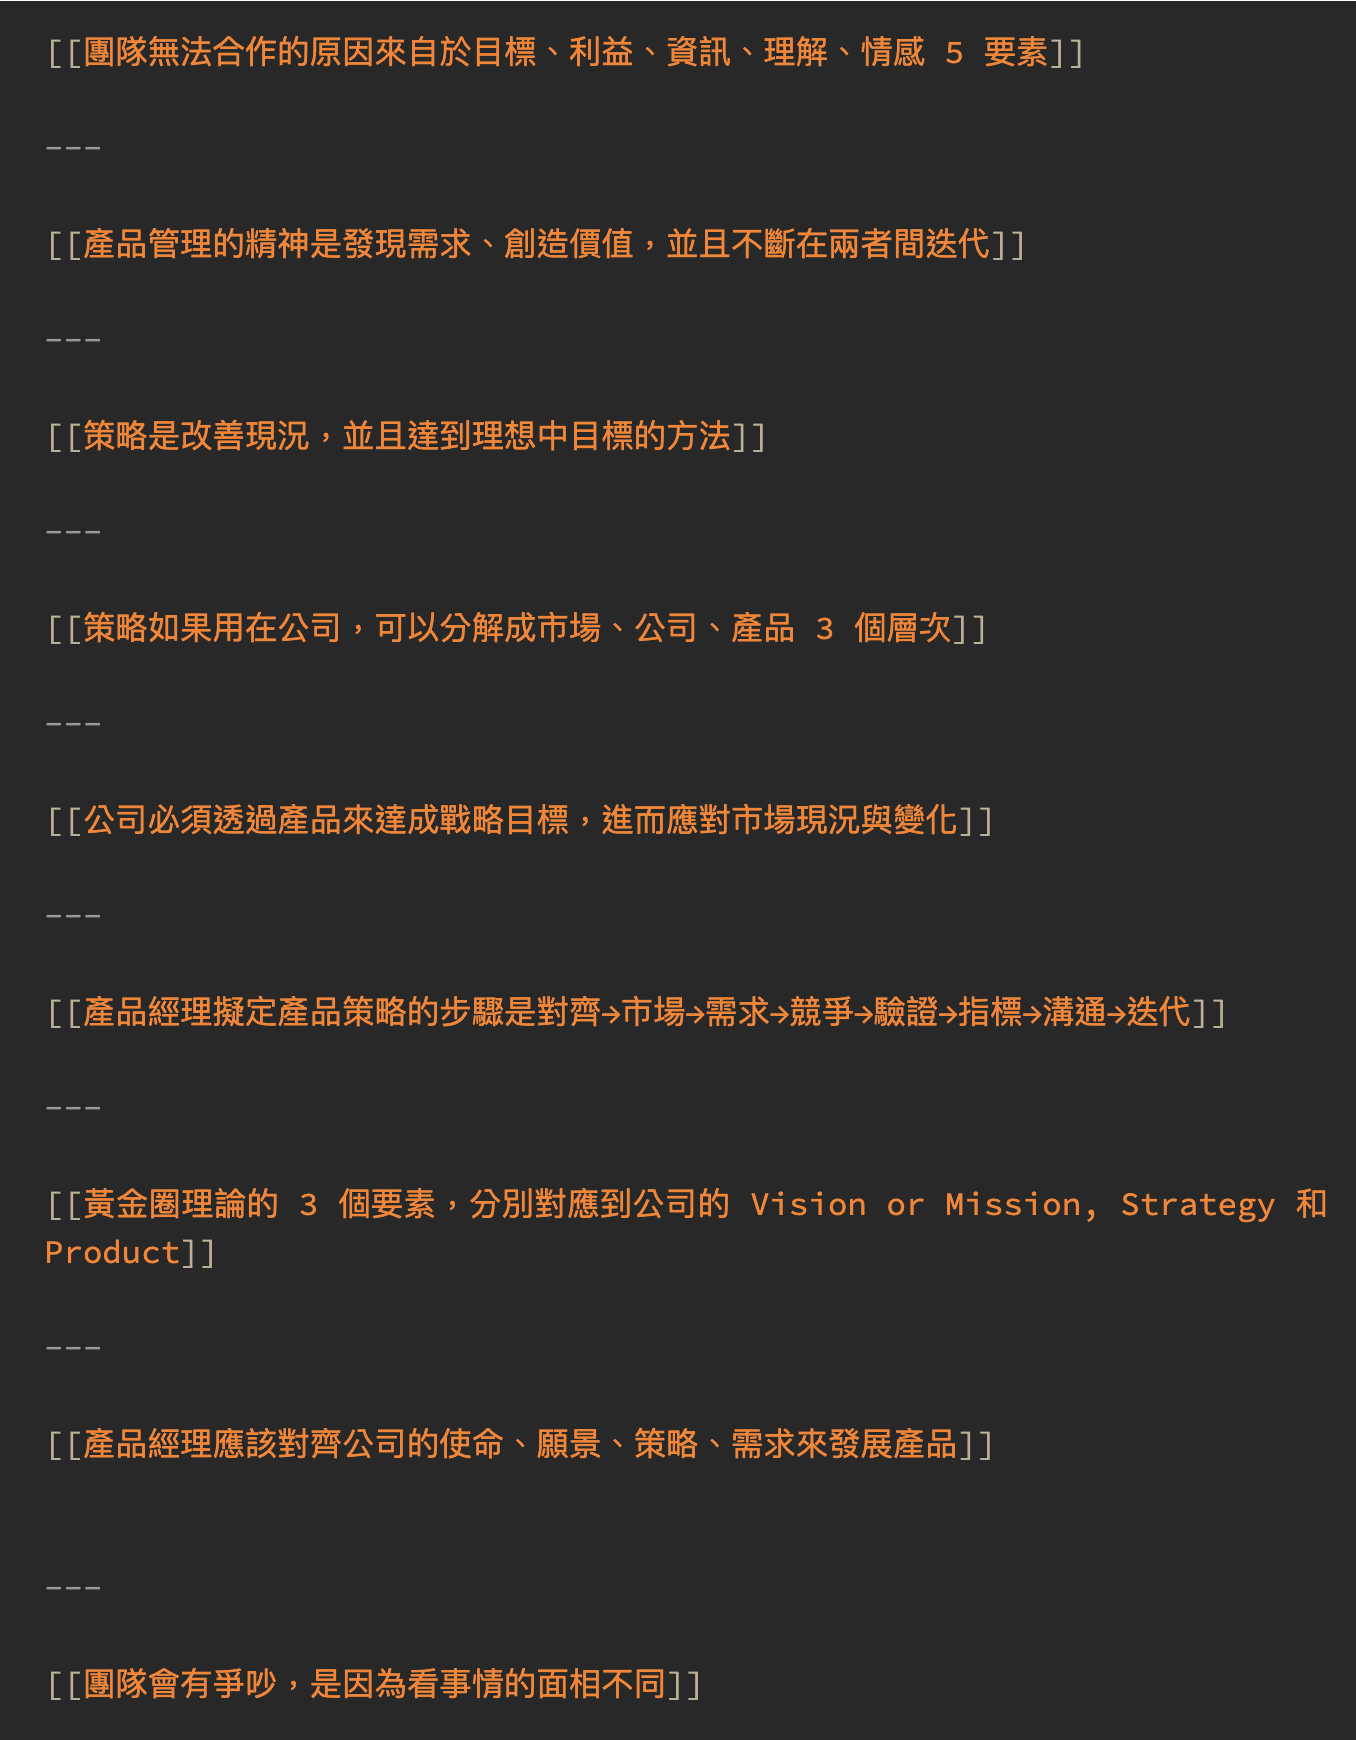 [[團隊無法合作的原因來自於目標、利益、資訊、理解、情感 5 要素]]
---
[[產品管理的精神是發現需求、創造價值，並且不斷在兩者間迭代]]
---
[[策略是改善現況，並且達到理想中目標的方法]]
---
[[策略如果用在公司，可以分解成市場、公司、產品 3 個層次]]
---
[[公司必須透過產品來達成戰略目標，進而應對市場現況與變化]]
---
[[產品經理擬定產品策略的步驟是對齊→市場→需求→競爭→驗證→指標→溝通→迭代]]
---
[[黃金圈理論的 3 個要素，分別對應到公司的 Vision or Mission, Strategy 和
Product]]
---
[[產品經理應該對齊公司的使命、願景、策略、需求來發展產品]]
---
[[團隊會有爭吵，是因為看事情的面相不同]]